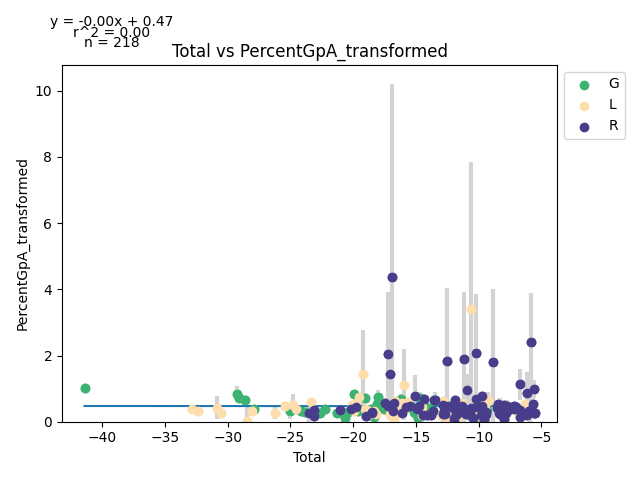 y = -0.00x + 0.47
r^2 = 0.00
n = 218
Total vs PercentGpA_transformed
G
L
R
PercentGpA_transformed
10
8
6
4
2
0
−40 −35 −30 −25 −20 −15 −10 −5
Total